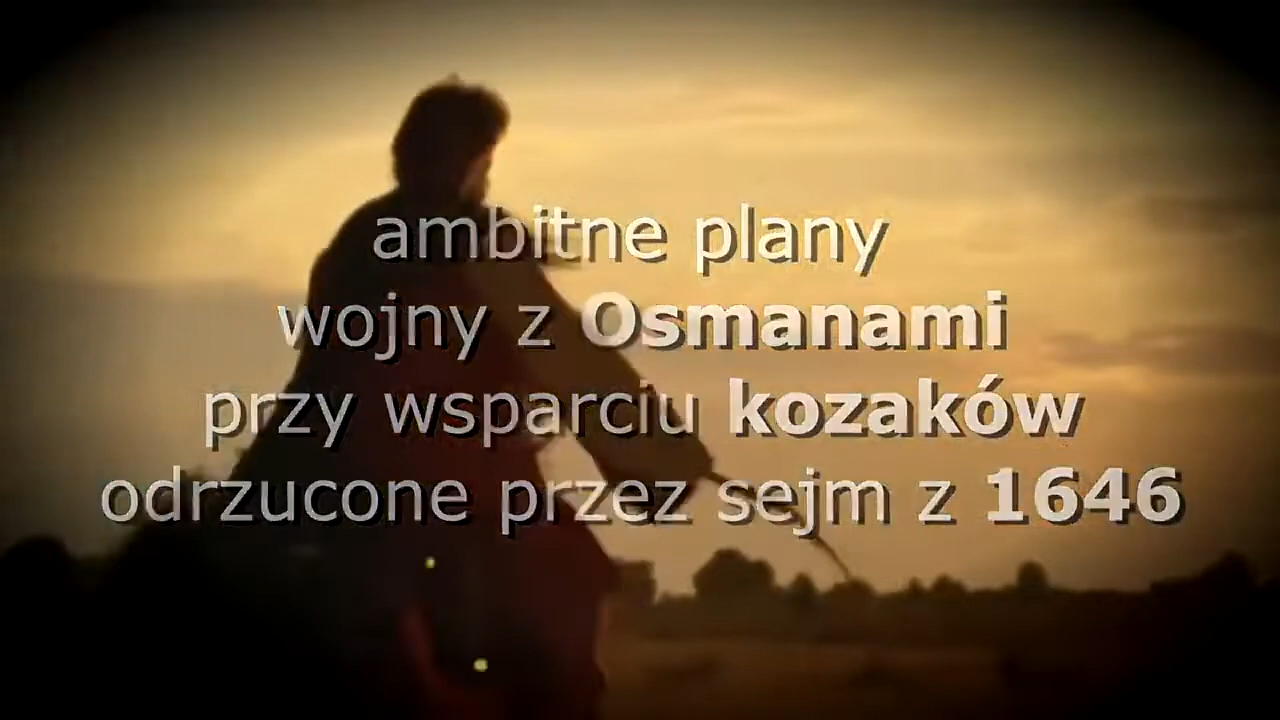 ambitne plany
wojny z Osmanami
przy wsparciu kozaków
odrzucone przez sejm z 1646